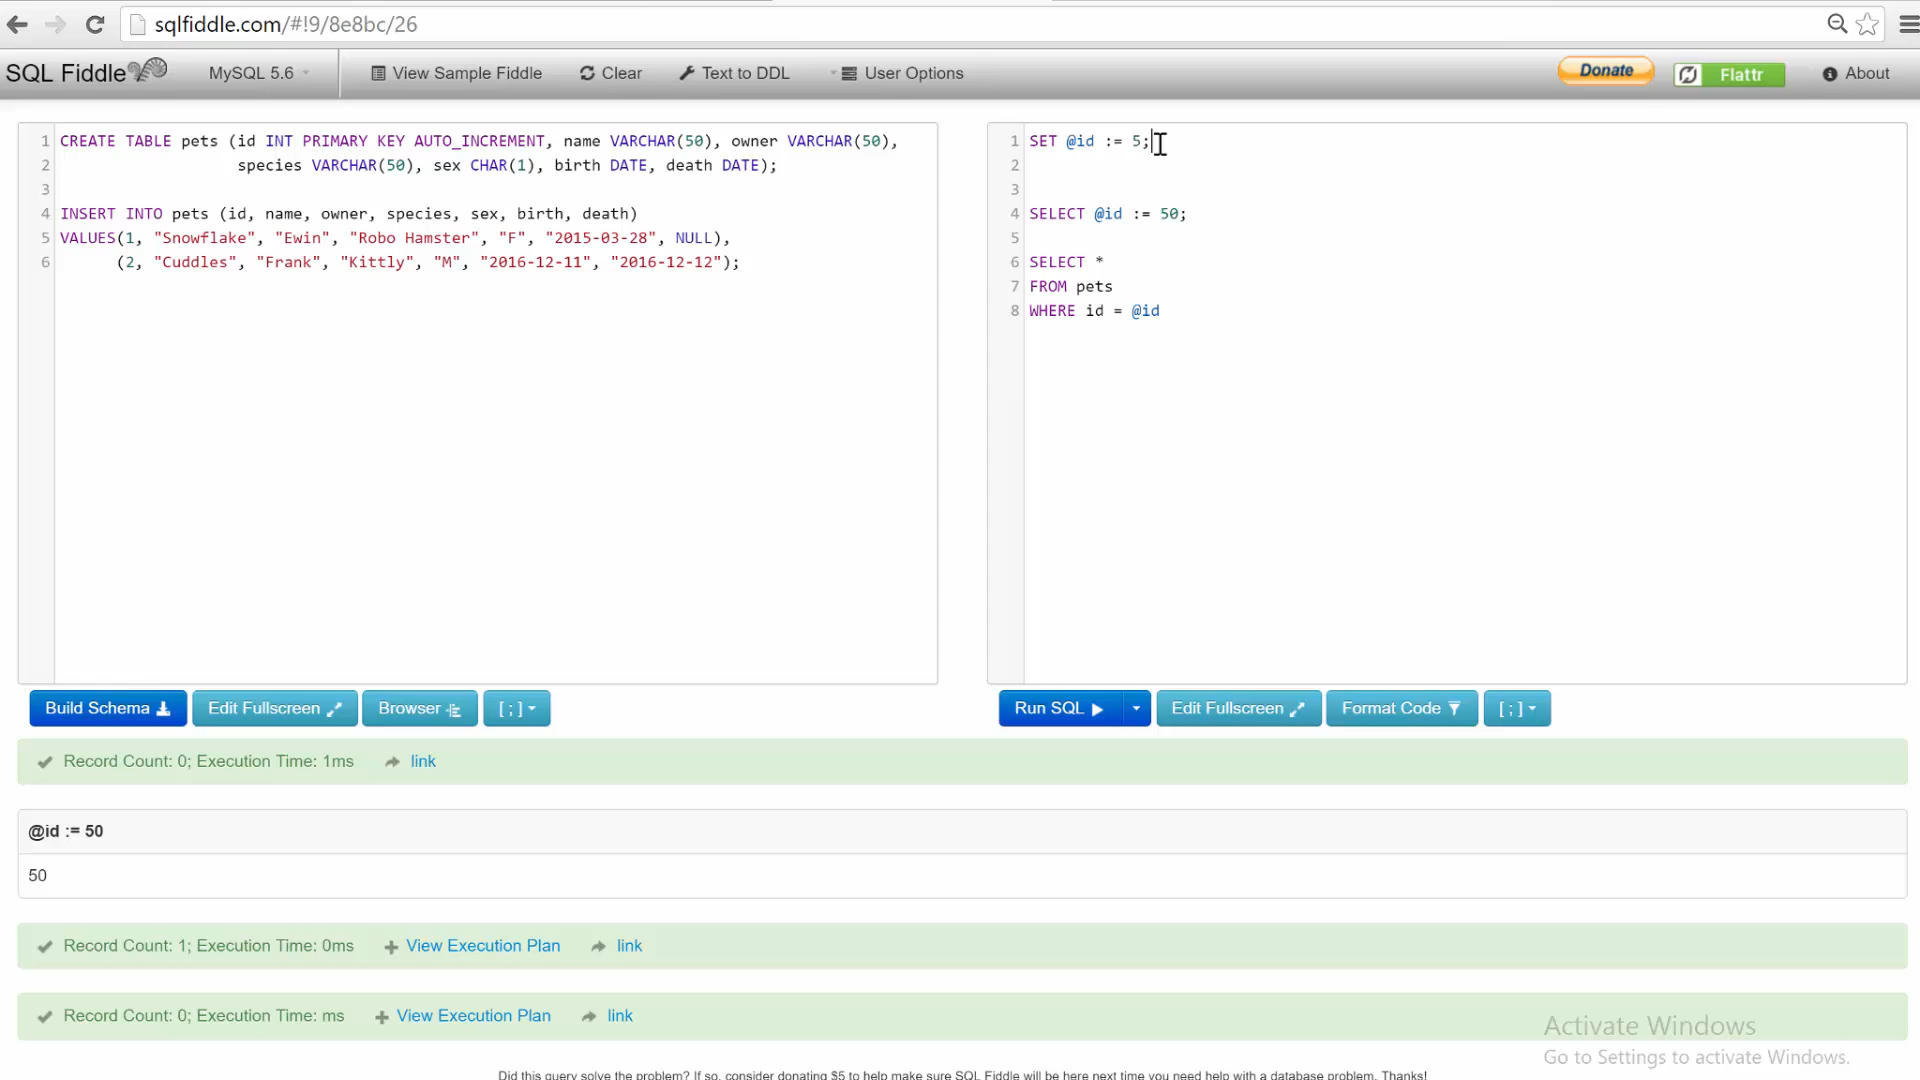 sqlfiddle.com/#!9/8e8bc/26
SQL Fiddle MySQL 5.6 View Sample Fiddle Clear Text to DDL User Options Donate Flattr About
1 CREATE TABLE pets (id INT PRIMARY KEY AUTO_INCREMENT, name VARCHAR(50), owner VARCHAR(50),
2 species VARCHAR(50), sex CHAR(1), birth DATE, death DATE);
3
4 INSERT INTO pets (id, name, owner, species, sex, birth, death)
5 VALUES(1, "Snowflake", "Ewin", "Robo Hamster", "F", "2015-03-28", NULL),
6 (2, "Cuddles", "Frank", "Kittly", "M", "2016-12-11", "2016-12-12");
1 SET @id := 5;
2
3
4 SELECT @id := 50;
5
6 SELECT *
7 FROM pets
8 WHERE id = @id
Build Schema Edit Fullscreen Browser [ ; ]
Run SQL Edit Fullscreen Format Code [ ; ]
Record Count: 0; Execution Time: 1ms link
@id := 50
50
Record Count: 1; Execution Time: 0ms View Execution Plan link
Record Count: 0; Execution Time: ms View Execution Plan link
Activate Windows
Go to Settings to activate Windows.
Did this query solve the problem? If so, consider donating $5 to help make sure SQL Fiddle will be here next time you need help with a database problem. Thanks!